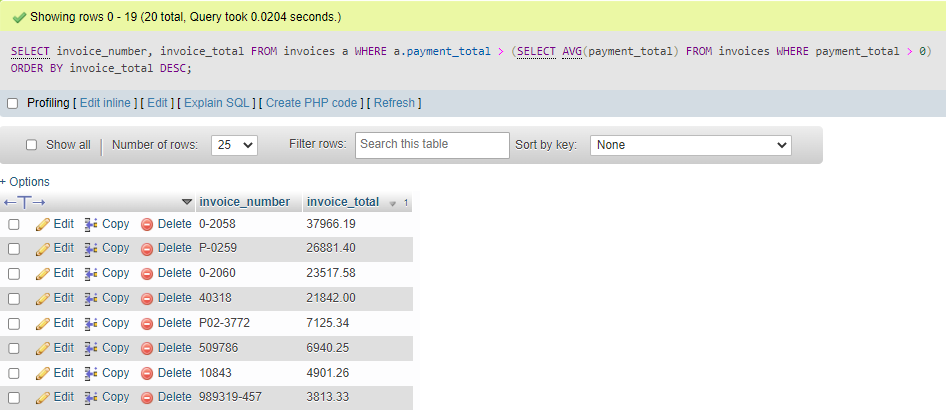 Showing rows 0 - 19 (20 total, Query took 0.0204 seconds.)
SELECT invoice_number, invoice_total FROM invoices a WHERE a.payment_total > (SELECT AVG(payment_total) FROM invoices WHERE payment_total > 0)
ORDER BY invoice_total DESC;
Profiling [ Edit inline ] [ Edit ] [ Explain SQL ] [ Create PHP code ] [ Refresh ]
Show all Number of rows: 25 Filter rows: Search this table Sort by key: None
+ Options
←T→ invoice_number invoice_total 1
Edit Copy Delete 0-2058 37966.19
Edit Copy Delete P-0259 26881.40
Edit Copy Delete 0-2060 23517.58
Edit Copy Delete 40318 21842.00
Edit Copy Delete P02-3772 7125.34
Edit Copy Delete 509786 6940.25
Edit Copy Delete 10843 4901.26
Edit Copy Delete 989319-457 3813.33